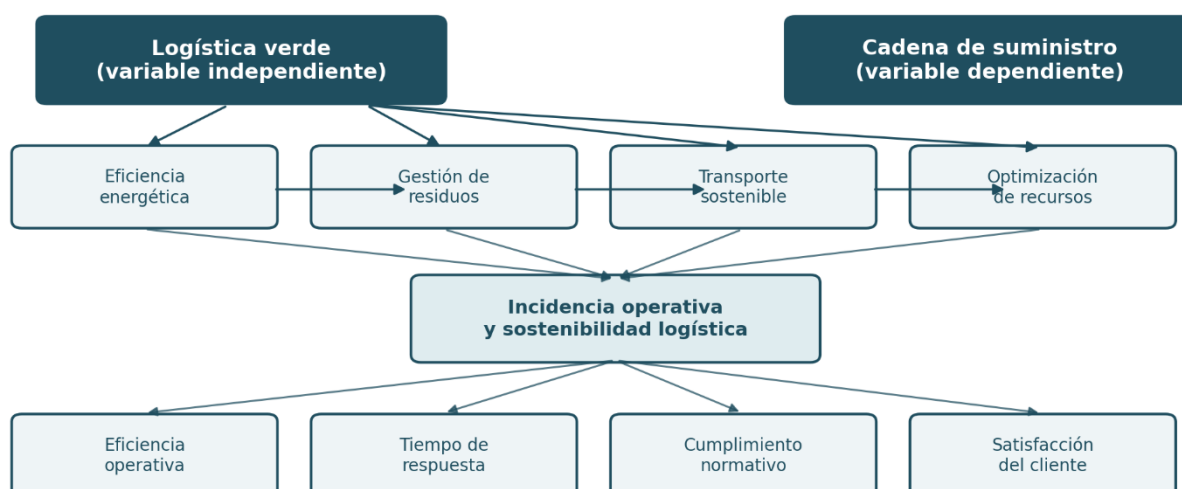 Logística verde
(variable independiente)
Cadena de suministro
(variable dependiente)
Eficiencia
energética
Gestión de
residuos
Transporte
sostenible
Optimización
de recursos
Incidencia operativa
y sostenibilidad logística
Eficiencia
operativa
Tiempo de
respuesta
Cumplimiento
normativo
Satisfacción
del cliente